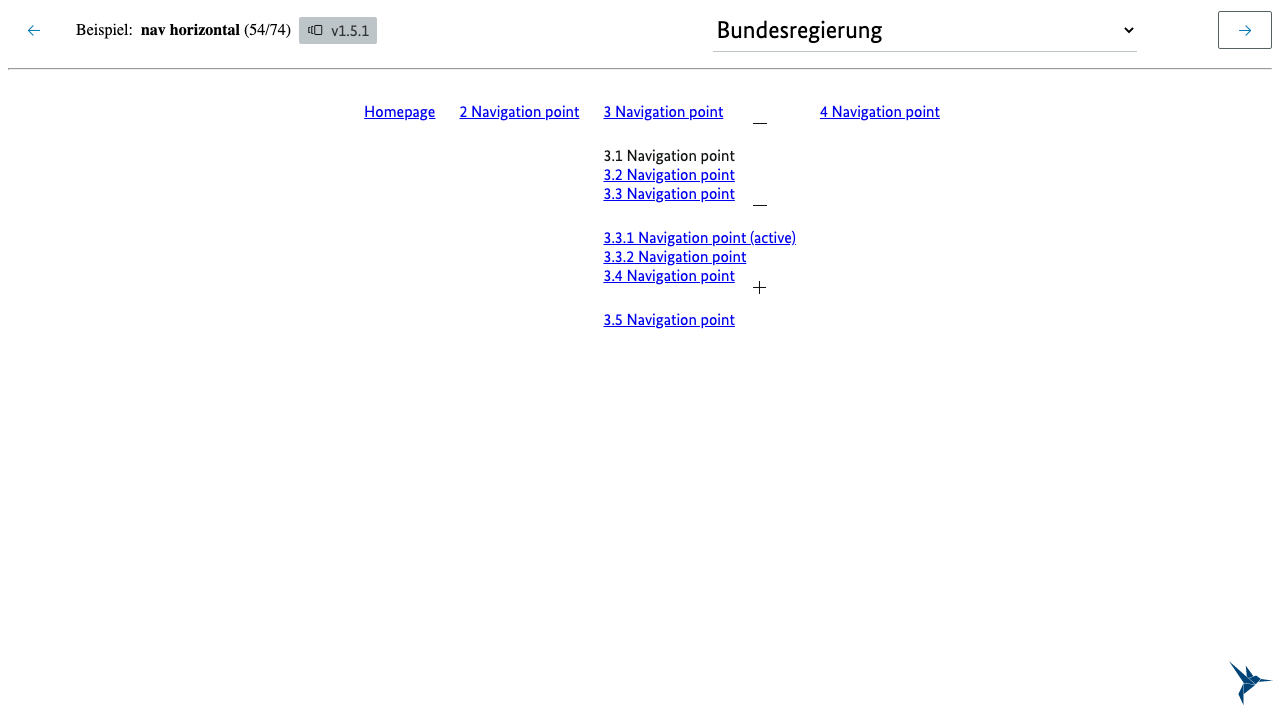 Beispiel: nav horizontal (54/74) v1.5.1 Bundesregierung
Homepage 2 Navigation point 3 Navigation point 4 Navigation point
3.1 Navigation point
3.2 Navigation point
3.3 Navigation point
3.3.1 Navigation point (active)
3.3.2 Navigation point
3.4 Navigation point
3.5 Navigation point